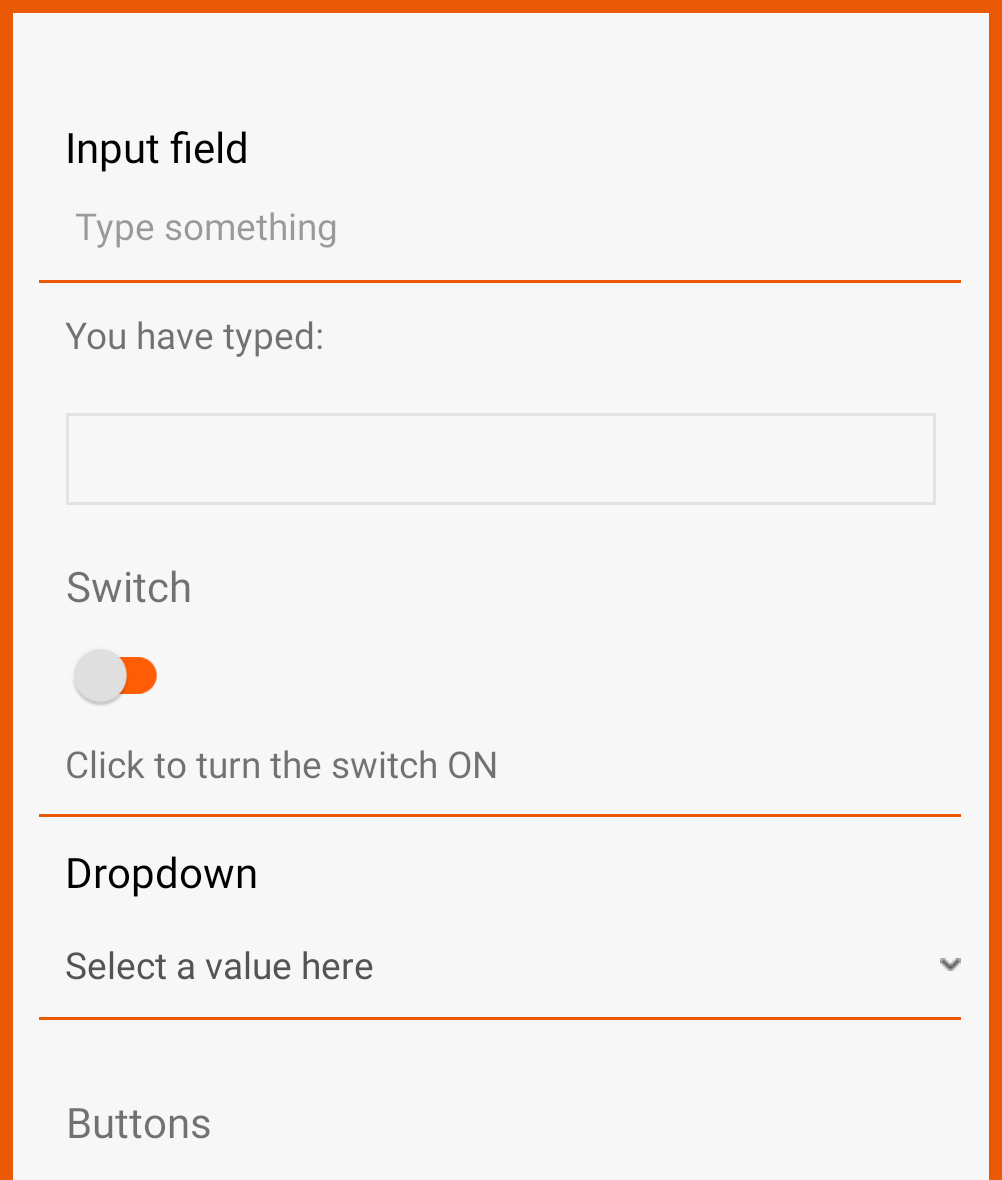 Input field
Type something
You have typed:
Switch
Click to turn the switch ON
Dropdown
Select a value here
Buttons